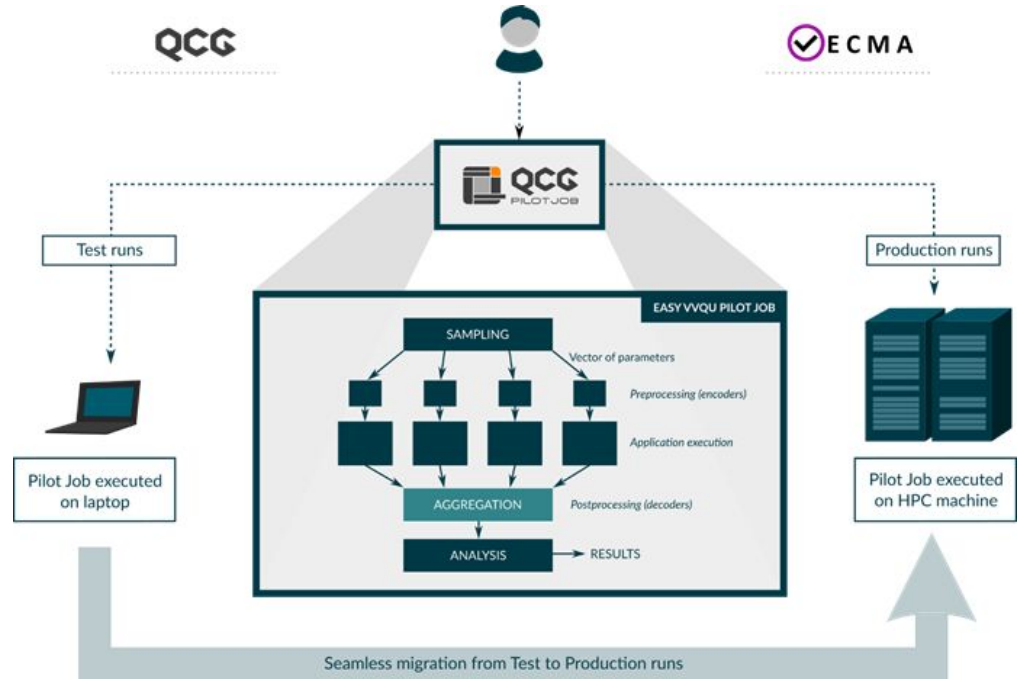 QCG
ECMA
QCG
PILOT JOB
Test runs
Production runs
EASY VVQU PILOT JOB
SAMPLING
Vector of parameters
Preprocessing (encoders)
Application execution
Pilot Job executed
on laptop
Pilot Job executed
on HPC machine
AGGREGATION
Postprocessing (decoders)
ANALYSIS
RESULTS
Seamless migration from Test to Production runs